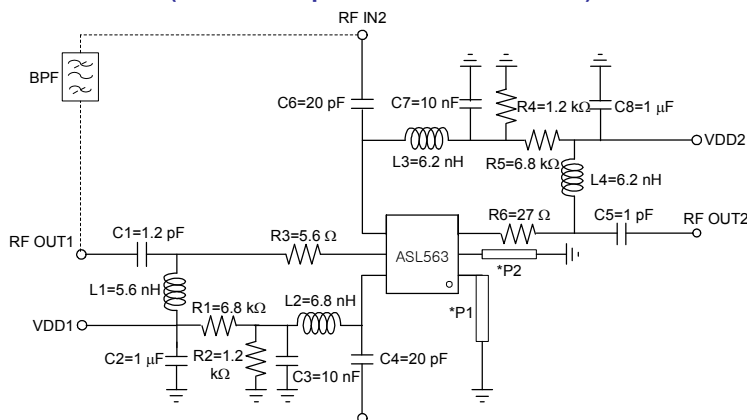 RF IN2
BPF
C6=20 pF
C7=10 nF
R4=1.2 kΩ
C8=1 μF
VDD2
L3=6.2 nH
R5=6.8 kΩ
L4=6.2 nH
R6=27 Ω
C5=1 pF
RF OUT2
C1=1.2 pF
RF OUT1
R3=5.6 Ω
ASL563
*P2
L1=5.6 nH
R1=6.8 kΩ
L2=6.8 nH
*P1
VDD1
C2=1 μF
R2=1.2
kΩ
C3=10 nF
C4=20 pF